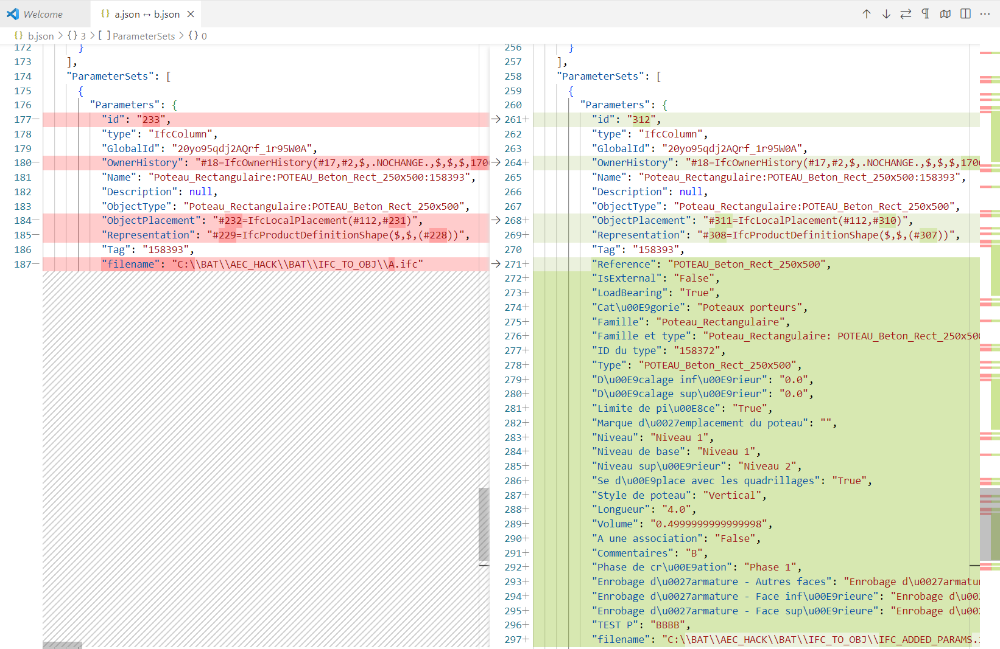 Welcome
{} a.json ↔ b.json ×
{} b.json > {} 3 > [ ] ParameterSets > {} 0
172 }
173 ],
174 "ParameterSets": [
175 {
176 "Parameters": {
177− "id": "233",
178 "type": "IfcColumn",
179 "GlobalId": "20yo95qdj2AQrf_1r95W0A",
180− "OwnerHistory": "#18=IfcOwnerHistory(#17,#2,$,.NOCHANGE.,$,$,$,170
181 "Name": "Poteau_Rectangulaire:POTEAU_Beton_Rect_250x500:158393",
182 "Description": null,
183 "ObjectType": "Poteau_Rectangulaire:POTEAU_Beton_Rect_250x500",
184− "ObjectPlacement": "#232=IfcLocalPlacement(#112,#231)",
185− "Representation": "#229=IfcProductDefinitionShape($,$,(#228))",
186 "Tag": "158393",
187− "filename": "C:\\BAT\\AEC_HACK\\BAT\\IFC_TO_OBJ\\A.ifc"
256 }
257 ],
258 "ParameterSets": [
259 {
260 "Parameters": {
261+ "id": "312",
262 "type": "IfcColumn",
263 "GlobalId": "20yo95qdj2AQrf_1r95W0A",
264+ "OwnerHistory": "#18=IfcOwnerHistory(#17,#2,$,.NOCHANGE.,$,$,$,170
265 "Name": "Poteau_Rectangulaire:POTEAU_Beton_Rect_250x500:158393",
266 "Description": null,
267 "ObjectType": "Poteau_Rectangulaire:POTEAU_Beton_Rect_250x500",
268+ "ObjectPlacement": "#311=IfcLocalPlacement(#112,#310)",
269+ "Representation": "#308=IfcProductDefinitionShape($,$,(#307))",
270 "Tag": "158393",
271+ "Reference": "POTEAU_Beton_Rect_250x500",
272+ "IsExternal": "False",
273+ "LoadBearing": "True",
274+ "Cat\u00E9gorie": "Poteaux porteurs",
275+ "Famille": "Poteau_Rectangulaire",
276+ "Famille et type": "Poteau_Rectangulaire: POTEAU_Beton_Rect_250x50
277+ "ID du type": "158372",
278+ "Type": "POTEAU_Beton_Rect_250x500",
279+ "D\u00E9calage inf\u00E9rieur": "0.0",
280+ "D\u00E9calage sup\u00E9rieur": "0.0",
281+ "Limite de pi\u00E8ce": "True",
282+ "Marque d\u0027emplacement du poteau": "",
283+ "Niveau": "Niveau 1",
284+ "Niveau de base": "Niveau 1",
285+ "Niveau sup\u00E9rieur": "Niveau 2",
286+ "Se d\u00E9place avec les quadrillages": "True",
287+ "Style de poteau": "Vertical",
288+ "Longueur": "4.0",
289+ "Volume": "0.4999999999999998",
290+ "A une association": "False",
291+ "Commentaires": "B",
292+ "Phase de cr\u00E9ation": "Phase 1",
293+ "Enrobage d\u0027armature - Autres faces": "Enrobage d\u0027armatur
294+ "Enrobage d\u0027armature - Face inf\u00E9rieure": "Enrobage d\u00
295+ "Enrobage d\u0027armature - Face sup\u00E9rieure": "Enrobage d\u00
296+ "TEST P": "BBBB",
297+ "filename": "C:\\BAT\\AEC_HACK\\BAT\\IFC_TO_OBJ\\IFC_ADDED_PARAMS.